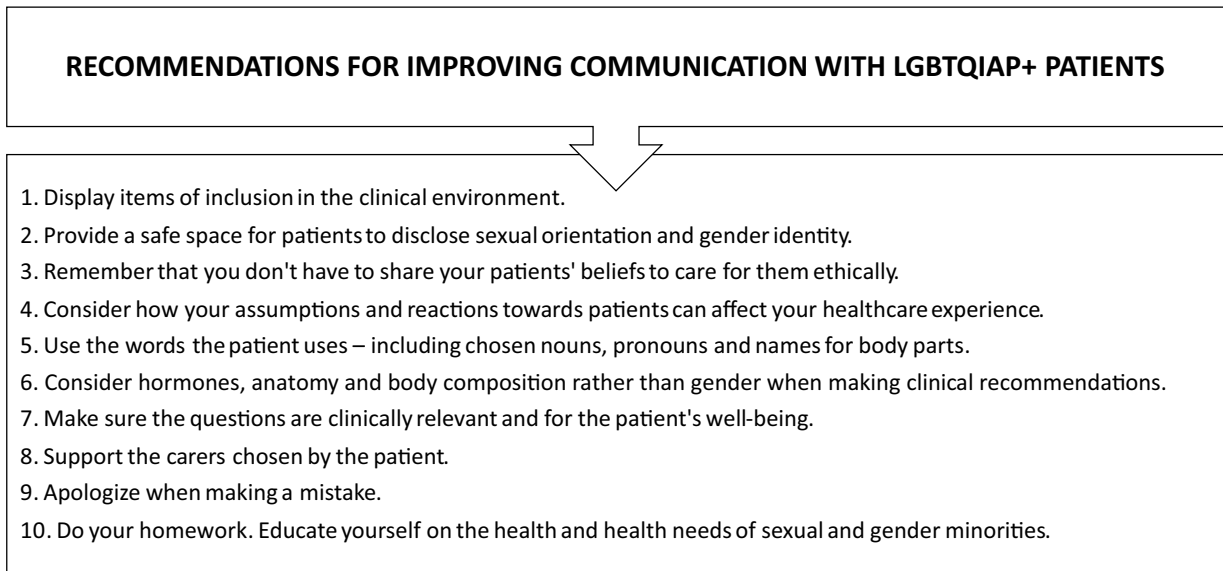 RECOMMENDATIONS FOR IMPROVING COMMUNICATION WITH LGBTQIAP+ PATIENTS
1. Display items of inclusion in the clinical environment.
2. Provide a safe space for patients to disclose sexual orientation and gender identity.
3. Remember that you don't have to share your patients' beliefs to care for them ethically.
4. Consider how your assumptions and reactions towards patients can affect your healthcare experience.
5. Use the words the patient uses – including chosen nouns, pronouns and names for body parts.
6. Consider hormones, anatomy and body composition rather than gender when making clinical recommendations.
7. Make sure the questions are clinically relevant and for the patient's well-being.
8. Support the carers chosen by the patient.
9. Apologize when making a mistake.
10. Do your homework. Educate yourself on the health and health needs of sexual and gender minorities.